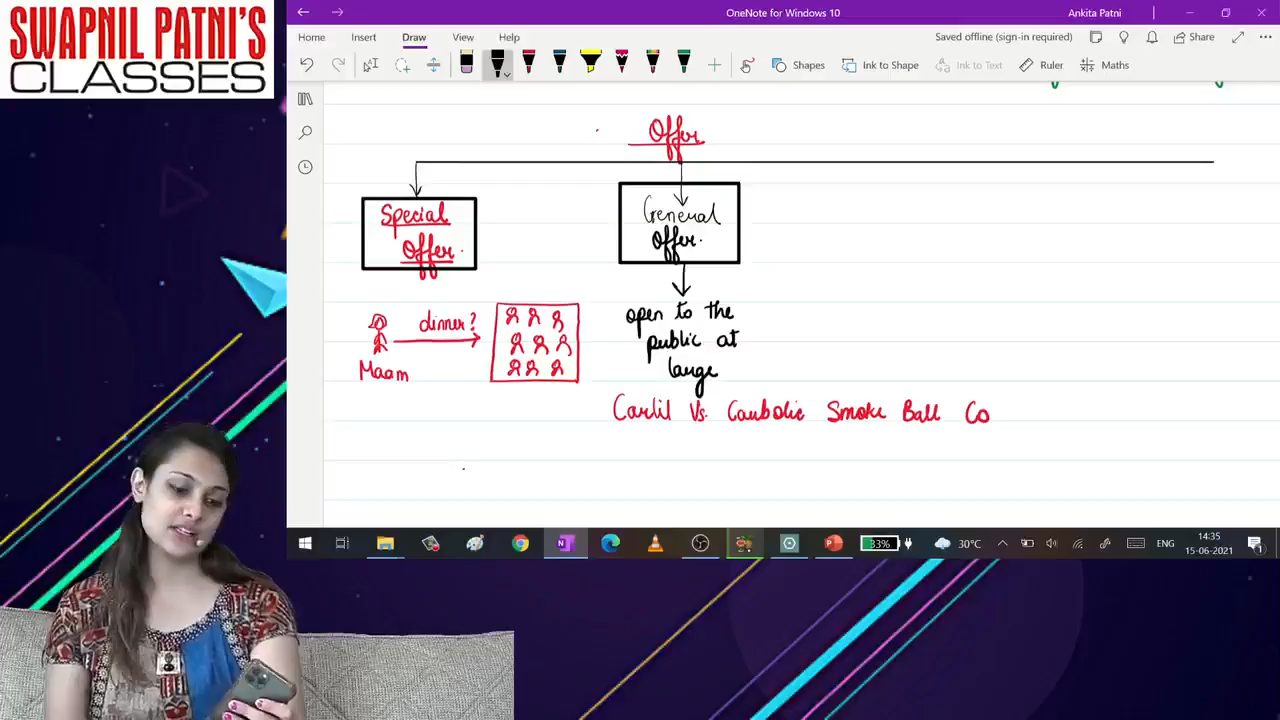 SWAPNIL PATNI'S
CLASSES
OneNote for Windows 10
Ankita Patni
Home Insert Draw View Help
Saved offline (sign-in required)
Share
Shapes
Ink to Shape
Ink to Text
Ruler
Maths
Offer
Special
Offer.
General
Offer.
dinner?
Maam
open to the
public at
large
Carlil Vs. Carbolic Smoke Ball Co
33%
30°C
ENG
14:35
15-06-2021
1